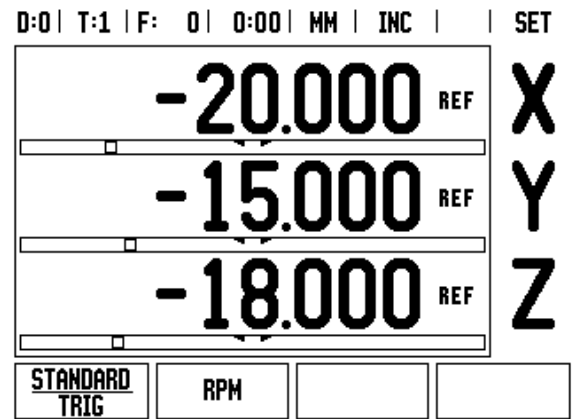 D:0 | T:1 | F: 0 | 0:00 | MM | INC | | SET
-20.000 REF X
-15.000 REF Y
-18.000 REF Z
STANDARD
TRIG
RPM